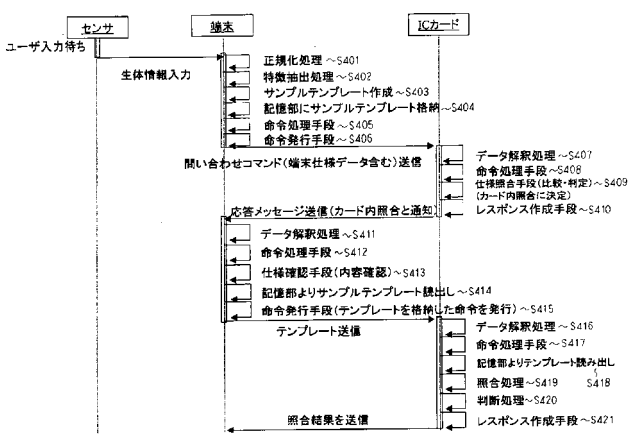 センサ
端末
ICカード
ユーザ入力待ち
生体情報入力
正規化処理～S401
特徴抽出処理～S402
サンプルテンプレート作成～S403
記憶部にサンプルテンプレート格納～S404
命令処理手段～S405
命令発行手段～S406
問い合わせコマンド(端末仕様データ含む)送信
データ解釈処理～S407
命令処理手段～S408
仕様照合手段(比較・判定)～S409
(カード内照合に決定)
レスポンス作成手段～S410
応答メッセージ送信(カード内照合と通知)
データ解釈処理～S411
命令処理手段～S412
仕様確認手段(内容確認)～S413
記憶部よりサンプルテンプレート読出し～S414
命令発行手段(テンプレートを格納した命令を発行)～S415
テンプレート送信
データ解釈処理～S416
命令処理手段～S417
記憶部よりテンプレート読み出し
～
S418
照合処理～S419
判断処理～S420
レスポンス作成手段～S421
照合結果を送信